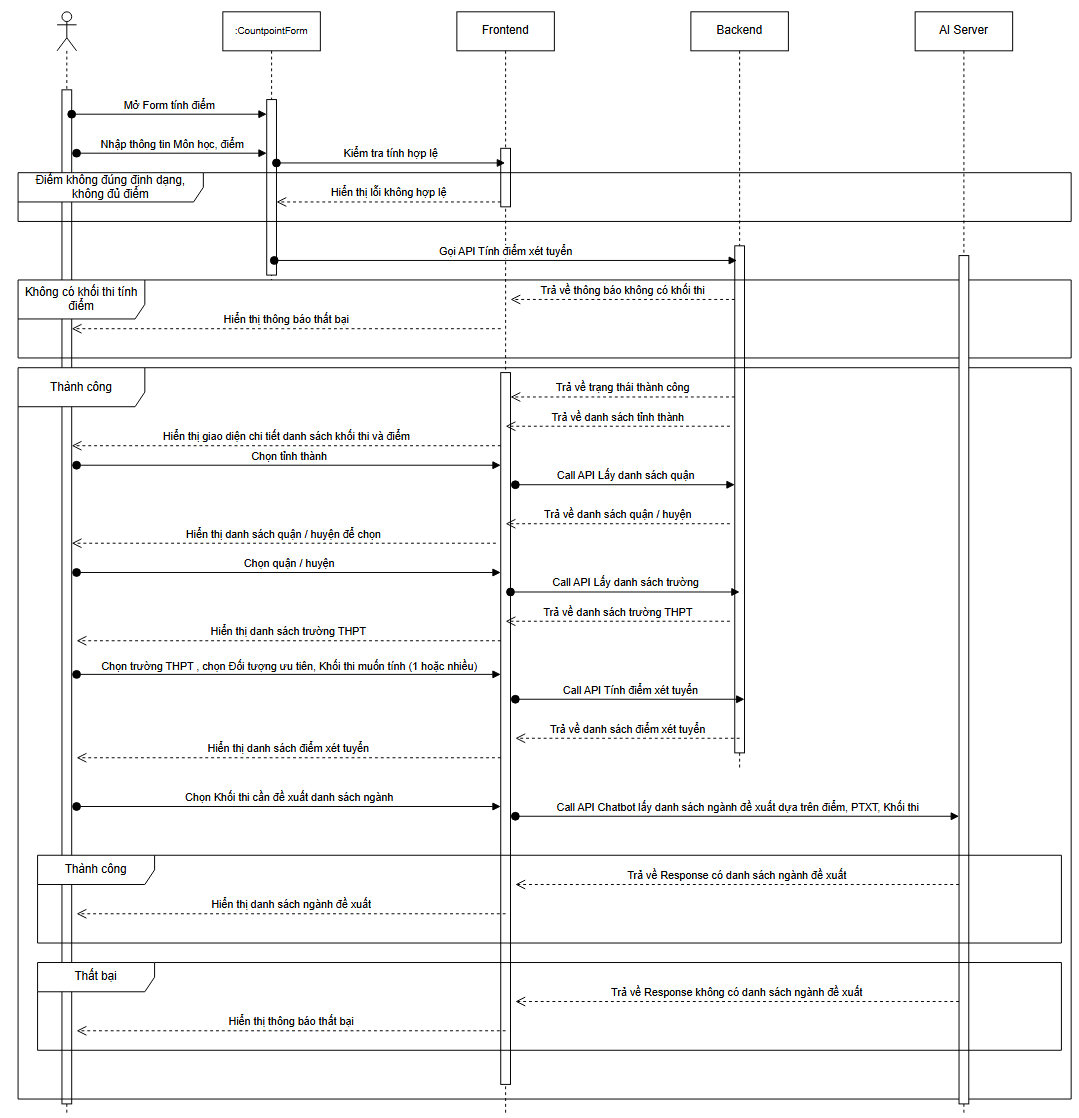 :CountpointForm
Frontend
Backend
AI Server
Mở Form tính điểm
Nhập thông tin Môn học, điểm
Kiểm tra tính hợp lệ
Điểm không đúng định dạng,
không đủ điểm
Hiển thị lỗi không hợp lệ
Gọi API Tính điểm xét tuyển
Không có khối thi tính
điểm
Trả về thông báo không có khối thi
Hiển thị thông báo thất bại
Thành công
Trả về trạng thái thành công
Trả về danh sách tỉnh thành
Hiển thị giao diện chi tiết danh sách khối thi và điểm
Chọn tỉnh thành
Call API Lấy danh sách quận
Trả về danh sách quận / huyện
Hiển thị danh sách quận / huyện để chọn
Chọn quận / huyện
Call API Lấy danh sách trường
Trả về danh sách trường THPT
Hiển thị danh sách trường THPT
Chọn trường THPT , chọn Đối tượng ưu tiên, Khối thi muốn tính (1 hoặc nhiều)
Call API Tính điểm xét tuyển
Trả về danh sách điểm xét tuyển
Hiển thị danh sách điểm xét tuyển
Chọn Khối thi cần đề xuất danh sách ngành
Call API Chatbot lấy danh sách ngành đề xuất dựa trên điểm, PTXT, Khối thi
Thành công
Trả về Response có danh sách ngành đề xuất
Hiển thị danh sách ngành đề xuất
Thất bại
Trả về Response không có danh sách ngành đề xuất
Hiển thị thông báo thất bại